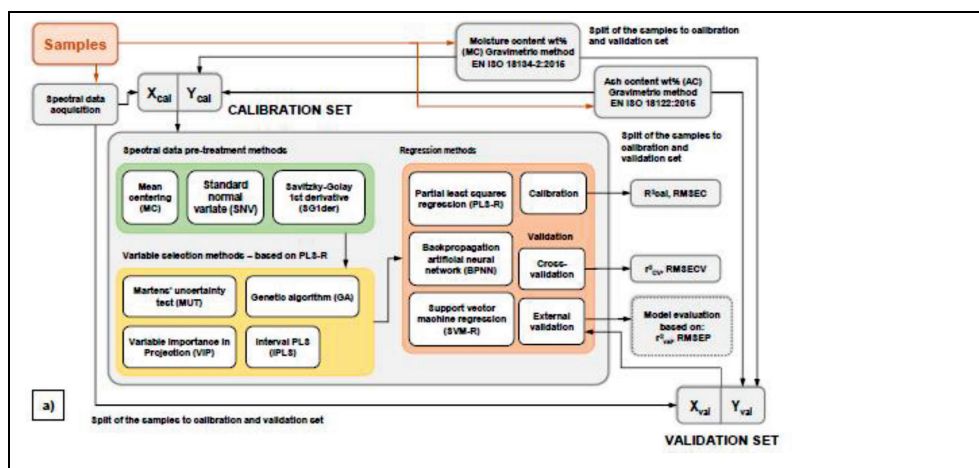 Samples
Spectral data
acquisition
Xcal
Ycal
CALIBRATION SET
Moisture content wt%
(MC) Gravimetric method
EN ISO 18134-2:2015
Split of the samples to calibration
and validation set
Ach content wt% (AC)
Gravimetric method
EN ISO 18122:2015
Split of the samples to
calibration and
validation set
Spectral data pre-treatment methods
Mean
centering
(MC)
Standard
normal
variate (SNV)
Savitzky-Golay
1st derivative
(SG1der)
Variable selection methods – based on PLS-R
Martens' uncertainty
test (MUT)
Genetic algorithm (GA)
Variable Importance in
Projection (VIP)
Interval PLS
(iPLS)
Regression methods
Partial least squares
regression (PLS-R)
Backpropagation
artificial neural
network (BPNN)
Support vector
machine regression
(SVM-R)
Calibration
Validation
Cross-
validation
External
validation
R²cal, RMSEC
r²cv, RMSECV
Model evaluation
based on:
r²val, RMSEP
a)
Split of the samples to calibration and validation set
Xval
Yval
VALIDATION SET